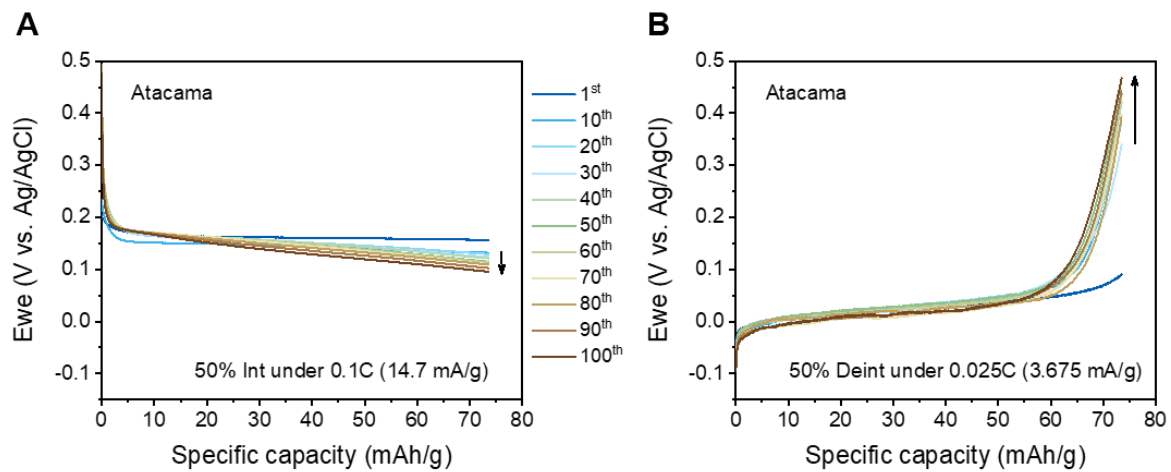 A
B
Ewe (V vs. Ag/AgCl)
0.5
0.4
0.3
0.2
0.1
0.0
-0.1
Atacama
50% Int under 0.1C (14.7 mA/g)
0 10 20 30 40 50 60 70 80
Specific capacity (mAh/g)
1st
10th
20th
30th
40th
50th
60th
70th
80th
90th
100th
Ewe (V vs. Ag/AgCl)
0.5
0.4
0.3
0.2
0.1
0.0
-0.1
Atacama
50% Deint under 0.025C (3.675 mA/g)
0 10 20 30 40 50 60 70 80
Specific capacity (mAh/g)